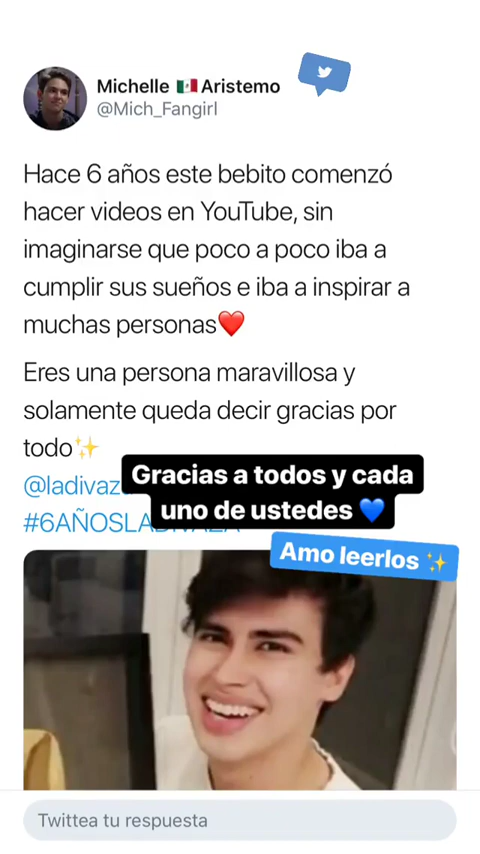 Michelle 🇲🇽 Aristemo
@Mich_Fangirl
Hace 6 años este bebito comenzó
hacer videos en YouTube, sin
imaginarse que poco a poco iba a
cumplir sus sueños e iba a inspirar a
muchas personas❤️
Eres una persona maravillosa y
solamente queda decir gracias por
todo✨
Gracias a todos y cada
uno de ustedes 💙
Amo leerlos ✨
Twittea tu respuesta